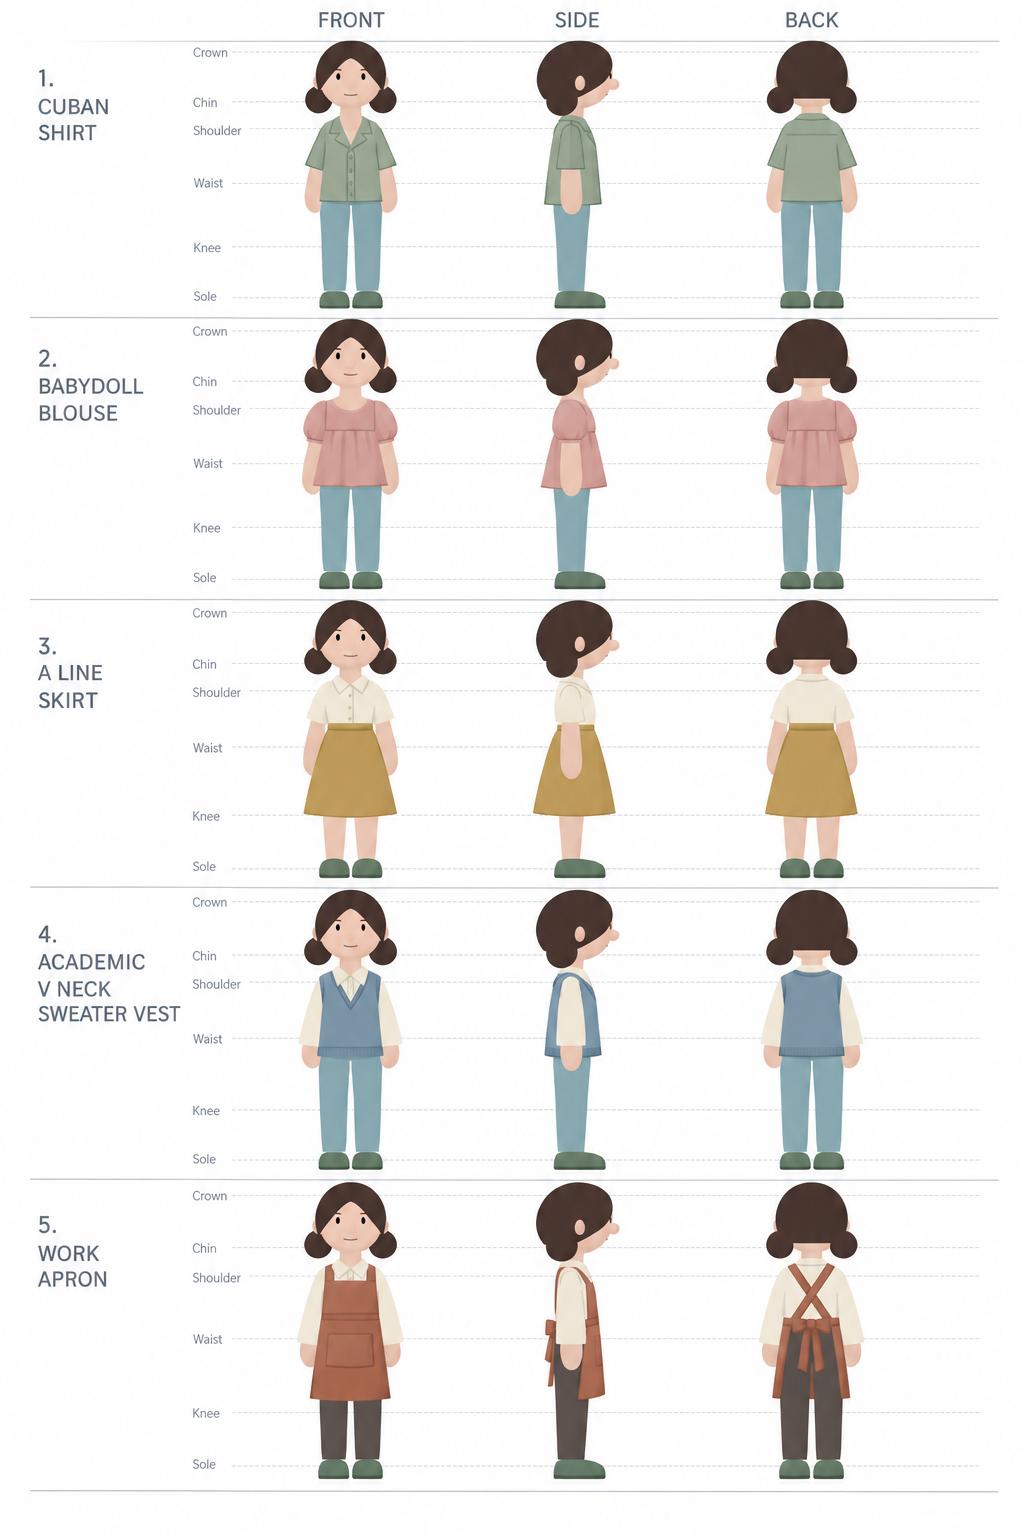 FRONT SIDE BACK
Crown
1.
CUBAN
SHIRT
Chin
Shoulder
Waist
Knee
Sole
Crown
2.
BABYDOLL
BLOUSE
Chin
Shoulder
Waist
Knee
Sole
Crown
3.
A LINE
SKIRT
Chin
Shoulder
Waist
Knee
Sole
Crown
4.
ACADEMIC
V NECK
SWEATER VEST
Chin
Shoulder
Waist
Knee
Sole
Crown
5.
WORK
APRON
Chin
Shoulder
Waist
Knee
Sole